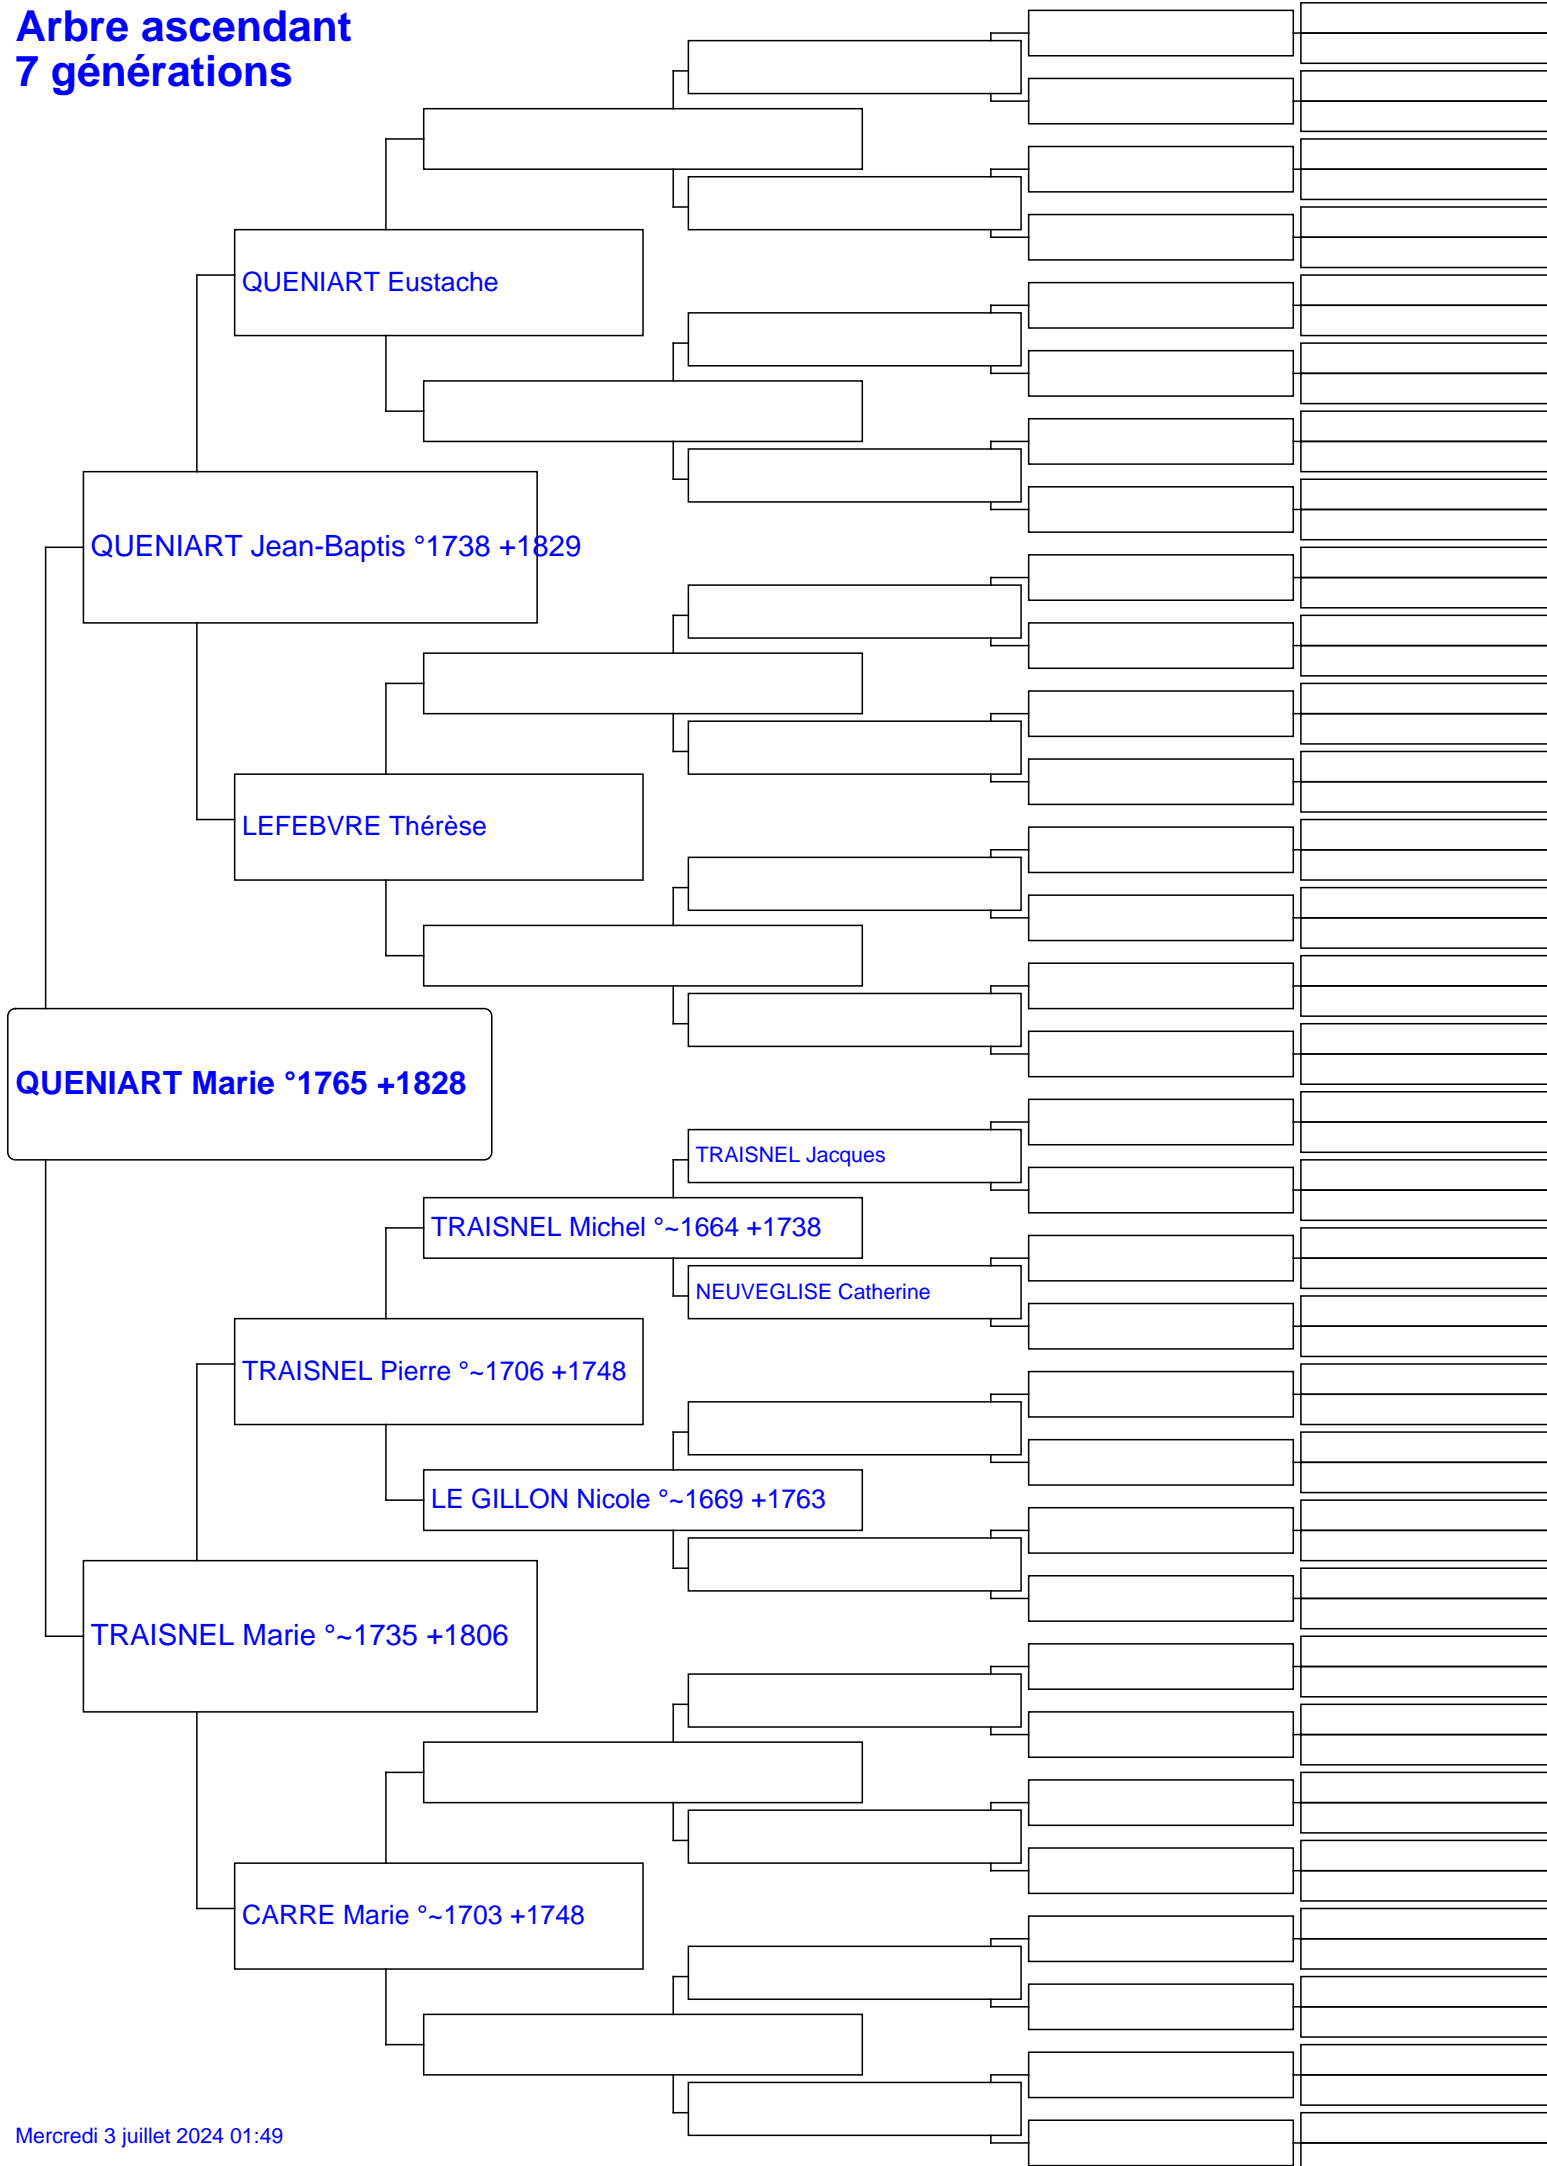 Arbre ascendant
7 générations
QUENIART Eustache
QUENIART Jean-Baptis °1738 +1829
LEFEBVRE Thérèse
QUENIART Marie °1765 +1828
TRAISNEL Jacques
TRAISNEL Michel °~1664 +1738
NEUVEGLISE Catherine
TRAISNEL Pierre °~1706 +1748
LE GILLON Nicole °~1669 +1763
TRAISNEL Marie °~1735 +1806
CARRE Marie °~1703 +1748
Mercredi 3 juillet 2024 01:49